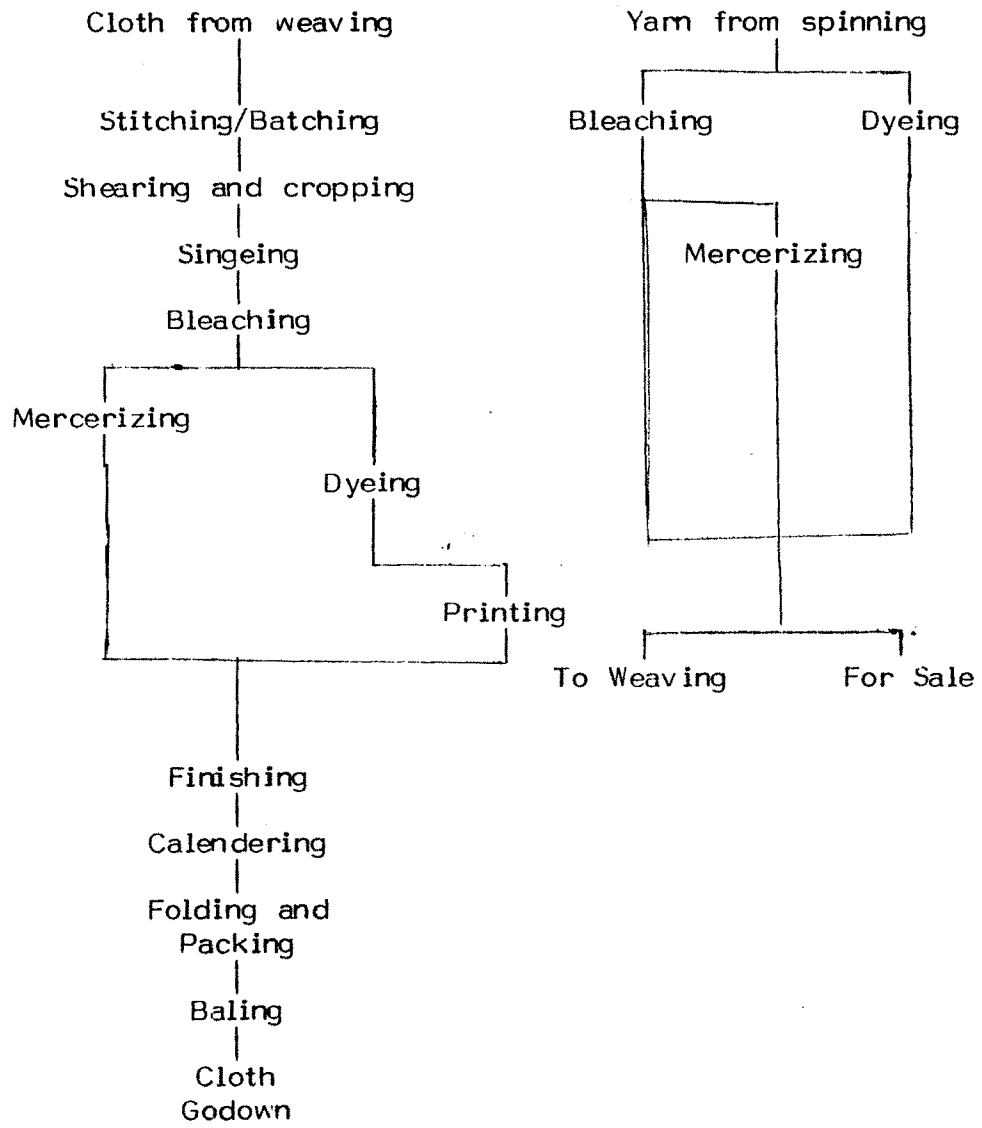 Cloth from weaving
Stitching/Batching
Shearing and cropping
Singeing
Bleaching
Mercerizing
Dyeing
Printing
Finishing
Calendering
Folding and
Packing
Baling
Cloth
Godown
Yarn from spinning
Bleaching
Dyeing
Mercerizing
To Weaving
For Sale